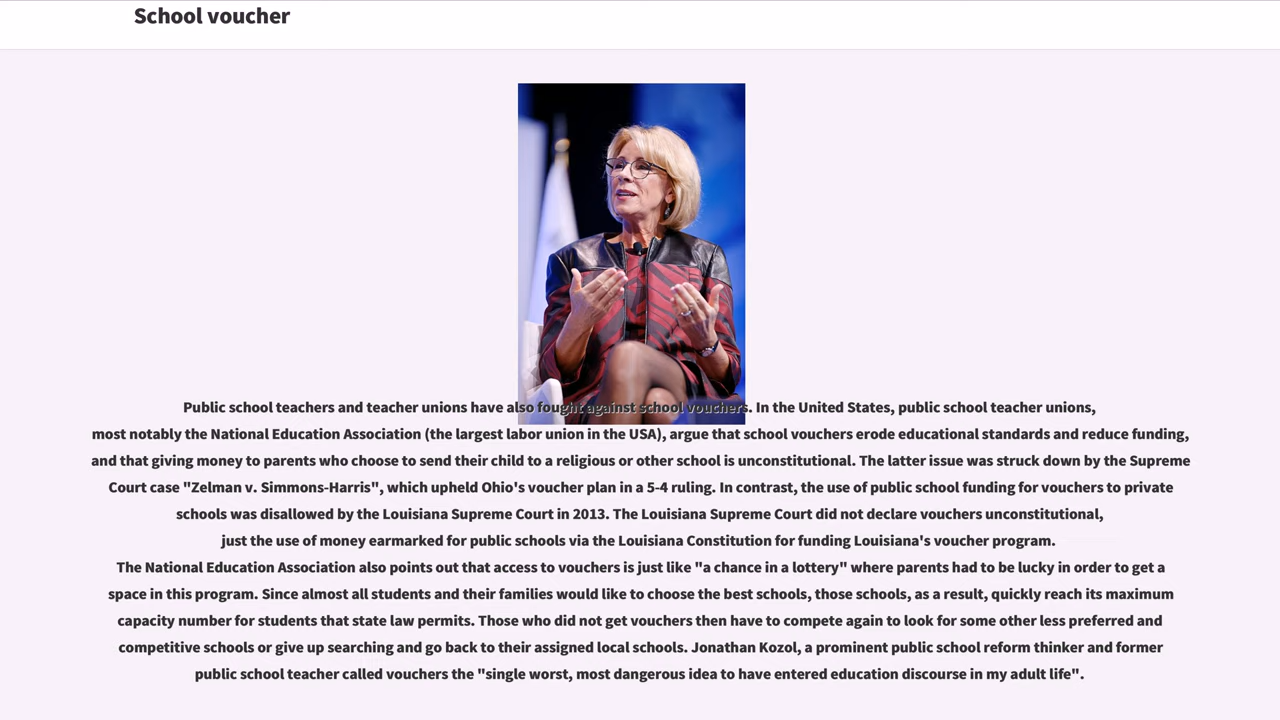 School voucher
Public school teachers and teacher unions have also fought against school vouchers. In the United States, public school teacher unions,
most notably the National Education Association (the largest labor union in the USA), argue that school vouchers erode educational standards and reduce funding,
and that giving money to parents who choose to send their child to a religious or other school is unconstitutional. The latter issue was struck down by the Supreme
Court case "Zelman v. Simmons-Harris", which upheld Ohio's voucher plan in a 5-4 ruling. In contrast, the use of public school funding for vouchers to private
schools was disallowed by the Louisiana Supreme Court in 2013. The Louisiana Supreme Court did not declare vouchers unconstitutional,
just the use of money earmarked for public schools via the Louisiana Constitution for funding Louisiana's voucher program.
The National Education Association also points out that access to vouchers is just like "a chance in a lottery" where parents had to be lucky in order to get a
space in this program. Since almost all students and their families would like to choose the best schools, those schools, as a result, quickly reach its maximum
capacity number for students that state law permits. Those who did not get vouchers then have to compete again to look for some other less preferred and
competitive schools or give up searching and go back to their assigned local schools. Jonathan Kozol, a prominent public school reform thinker and former
public school teacher called vouchers the "single worst, most dangerous idea to have entered education discourse in my adult life".